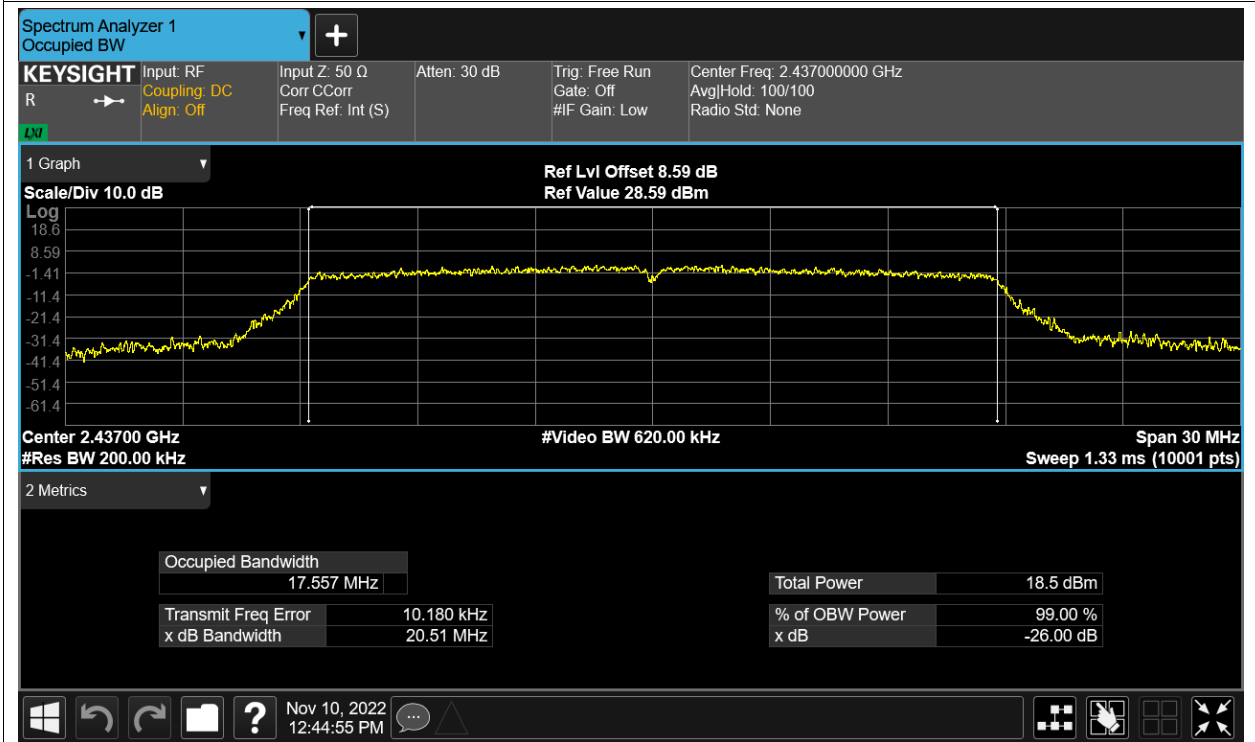 Spectrum Analyzer 1
Occupied BW
KEYSIGHT
R
LXI
Input: RF
Coupling: DC
Align: Off
Input Z: 50 Ω
Corr CCorr
Freq Ref: Int (S)
Atten: 30 dB
Trig: Free Run
Gate: Off
#IF Gain: Low
Center Freq: 2.437000000 GHz
Avg|Hold: 100/100
Radio Std: None
1 Graph
Scale/Div 10.0 dB
Ref Lvl Offset 8.59 dB
Ref Value 28.59 dBm
Log
18.6
8.59
-1.41
-11.4
-21.4
-31.4
-41.4
-51.4
-61.4
Center 2.43700 GHz
#Video BW 620.00 kHz
Span 30 MHz
#Res BW 200.00 kHz
Sweep 1.33 ms (10001 pts)
2 Metrics
Occupied Bandwidth
17.557 MHz
Total Power 18.5 dBm
Transmit Freq Error 10.180 kHz
% of OBW Power 99.00 %
x dB Bandwidth 20.51 MHz
x dB -26.00 dB
?
Nov 10, 2022
12:44:55 PM